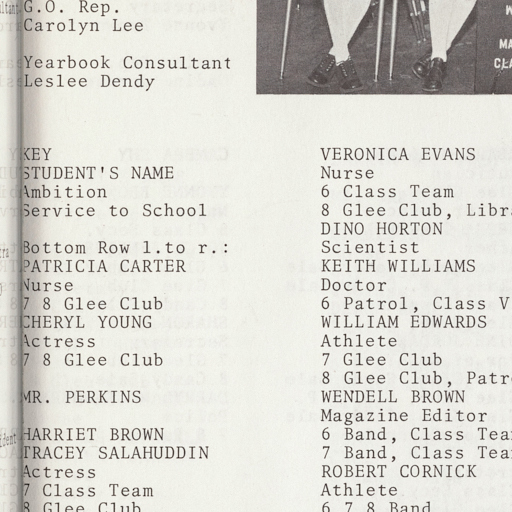 G.O. Rep.
Carolyn Lee
Yearbook Consultant
Leslee Dendy
KEY
STUDENT'S NAME
Ambition
Service to School
Bottom Row l.to r.:
PATRICIA CARTER
Nurse
7 8 Glee Club
CHERYL YOUNG
Actress
7 8 Glee Club
MR. PERKINS
HARRIET BROWN
TRACEY SALAHUDDIN
Actress
7 Class Team
8 Glee Club
VERONICA EVANS
Nurse
6 Class Team
8 Glee Club, Libr
DINO HORTON
Scientist
KEITH WILLIAMS
Doctor
6 Patrol, Class V
WILLIAM EDWARDS
Athlete
7 Glee Club
8 Glee Club, Patr
WENDELL BROWN
Magazine Editor
6 Band, Class Tea
7 Band, Class Tea
ROBERT CORNICK
Athlete
6 7 8 Band